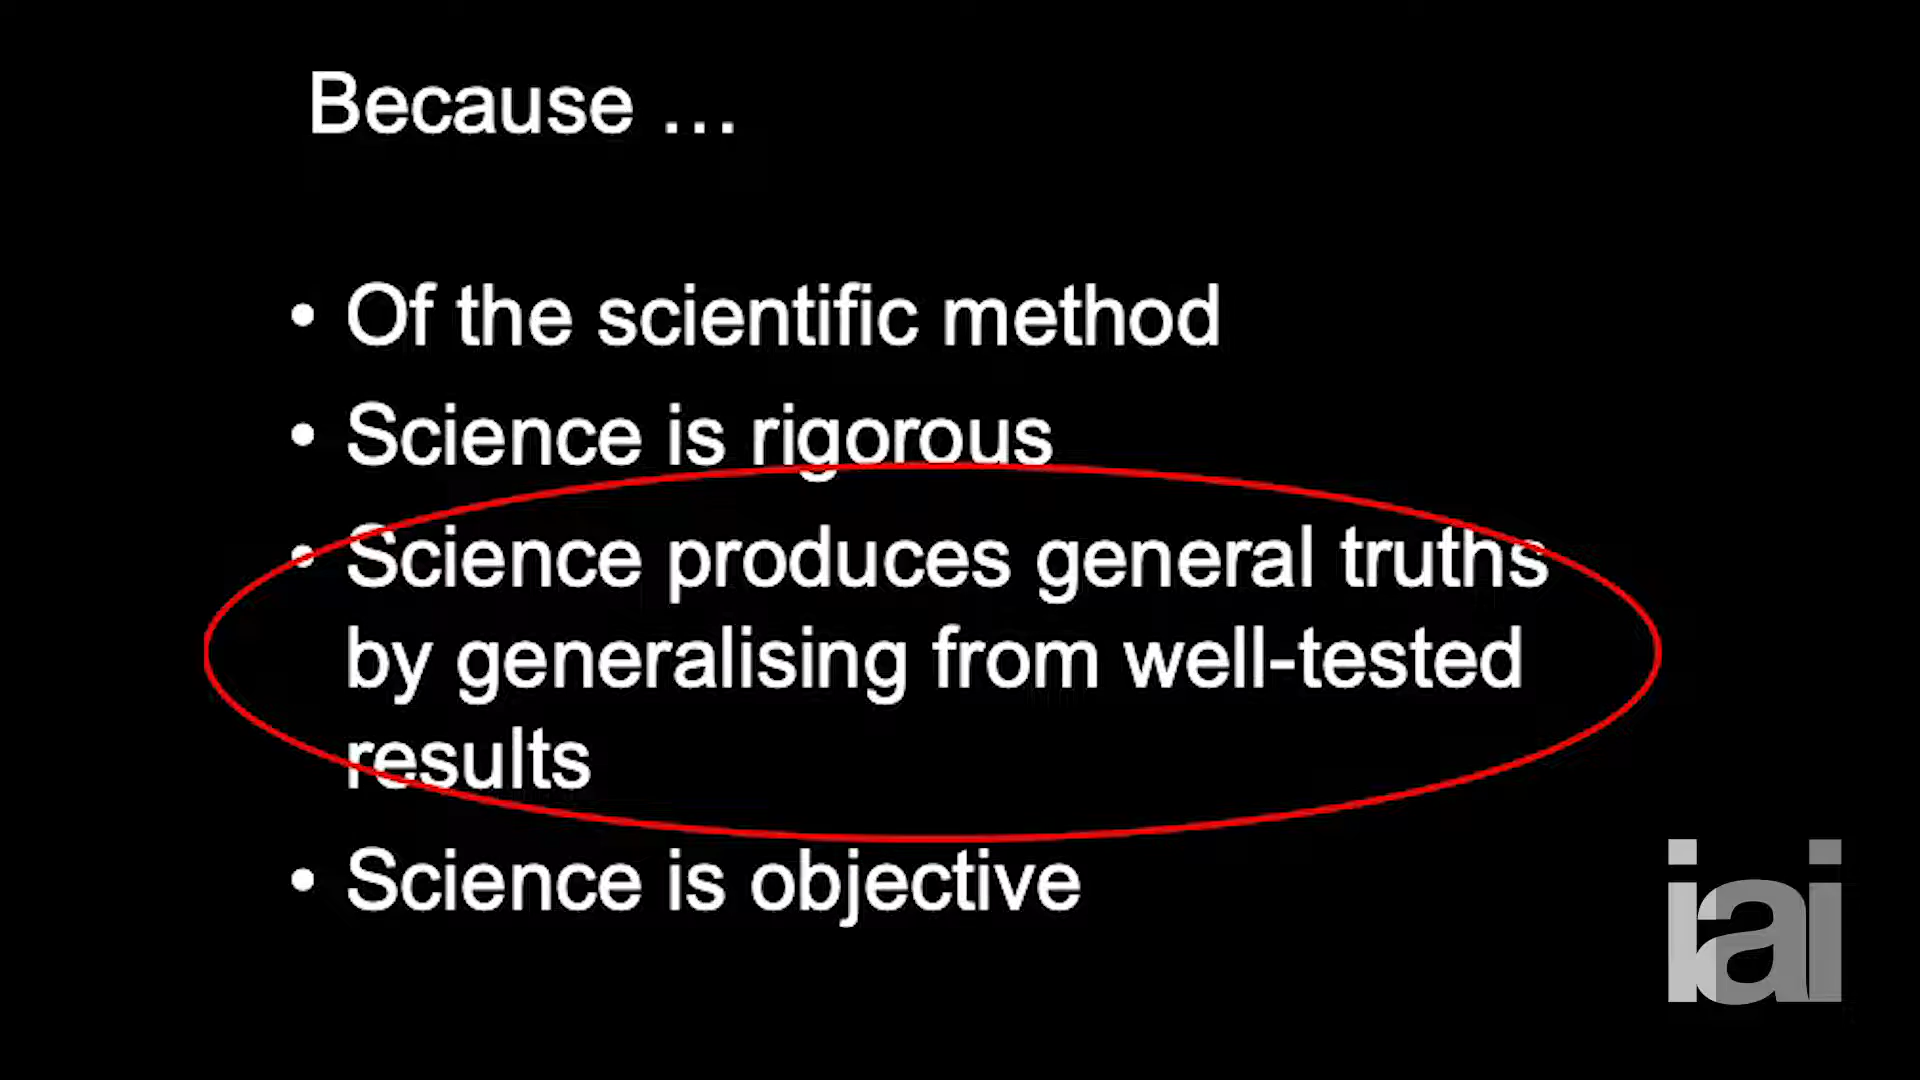 Because ...
• Of the scientific method
• Science is rigorous
• Science produces general truths
by generalising from well-tested
results
• Science is objective
iai